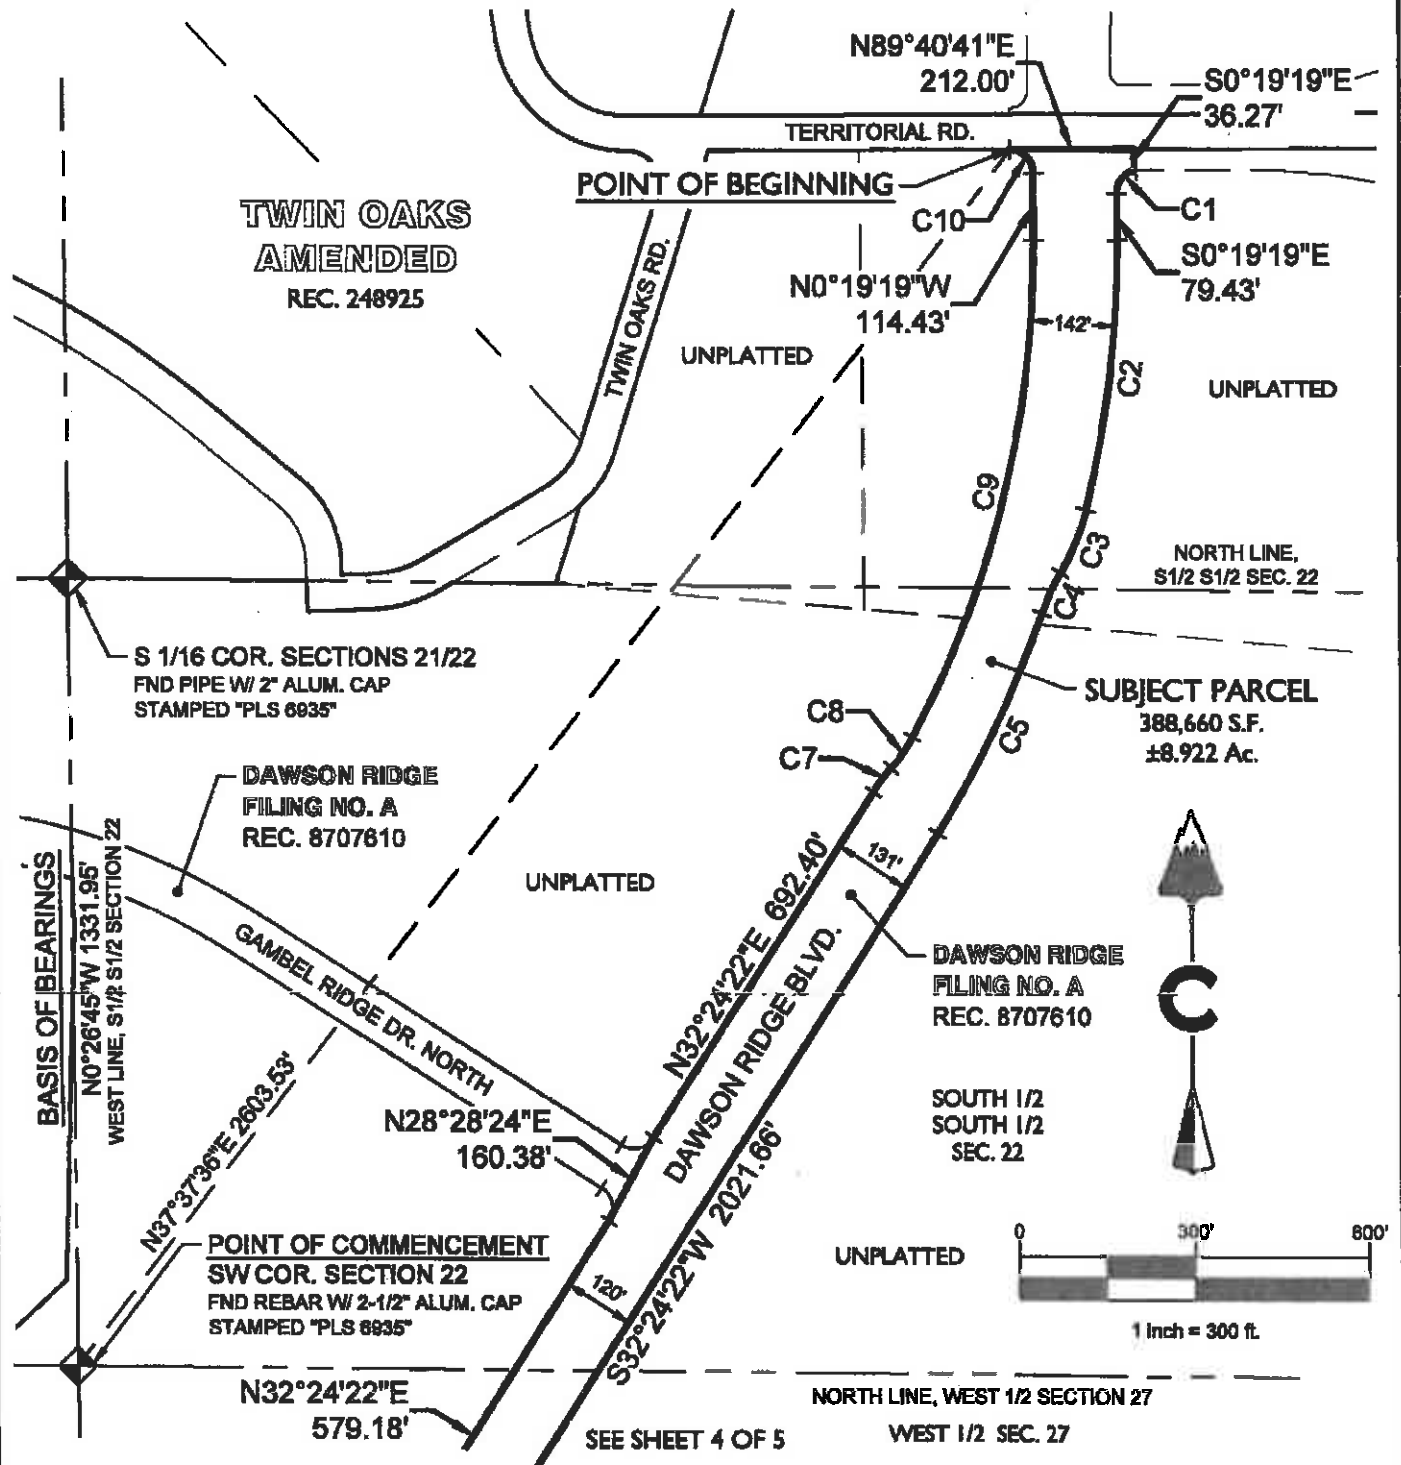 N89°40'41"E
212.00'
S0°19'19"E
36.27'
TERRITORIAL RD.
POINT OF BEGINNING
C10
C1
TWIN OAKS
AMENDED
REC. 248925
S0°19'19"E
79.43'
N0°19'19"W
114.43'
142'
TWIN OAKS RD.
UNPLATTED
C2
UNPLATTED
C9
C3
NORTH LINE,
S1/2 S1/2 SEC. 22
C4
S 1/16 COR. SECTIONS 21/22
FND PIPE W/ 2" ALUM. CAP
STAMPED "PLS 6935"
SUBJECT PARCEL
388,660 S.F.
±8.922 Ac.
C8
C5
C7
DAWSON RIDGE
FILING NO. A
REC. 8707610
131'
UNPLATTED
BASIS OF BEARINGS
N0°26'45"W 1331.95'
WEST LINE, S1/2 S1/2 SECTION 22
GAMBEL RIDGE DR. NORTH
N32°24'22"E 692.40'
DAWSON RIDGE BLVD.
DAWSON RIDGE
FILING NO. A
REC. 8707610
C
N37°37'36"E 2603.53'
N28°28'24"E
160.38'
SOUTH 1/2
SOUTH 1/2
SEC. 22
S32°24'22"W 2021.66'
POINT OF COMMENCEMENT
SW COR. SECTION 22
FND REBAR W/ 2-1/2" ALUM. CAP
STAMPED "PLS 6935"
120'
UNPLATTED
0 300' 600'
1 inch = 300 ft.
N32°24'22"E
579.18'
NORTH LINE, WEST 1/2 SECTION 27
SEE SHEET 4 OF 5
WEST 1/2 SEC. 27